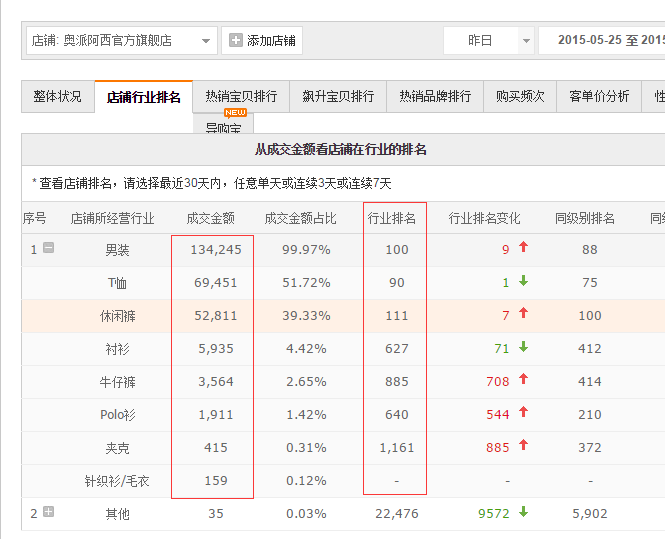 店铺: 奥派阿西官方旗舰店 添加店铺 昨日 2015-05-25 至 2015
整体状况 店铺行业排名 热销宝贝排行 飙升宝贝排行 热销品牌排行 购买频次 客单价分析 性
NEW
导购宝
从成交金额看店铺在行业的排名
*查看店铺排名，请选择最近30天内，任意单天或连续3天或连续7天
序号 店铺所经营行业 成交金额 成交金额占比 行业排名 行业排名变化 同级别排名 同级
1 男装 134,245 99.97% 100 9 88
T恤 69,451 51.72% 90 1 75
休闲裤 52,811 39.33% 111 7 100
衬衫 5,935 4.42% 627 71 412
牛仔裤 3,564 2.65% 885 708 414
Polo衫 1,911 1.42% 640 544 210
夹克 415 0.31% 1,161 885 372
针织衫/毛衣 159 0.12% - - -
2 其他 35 0.03% 22,476 9572 5,902